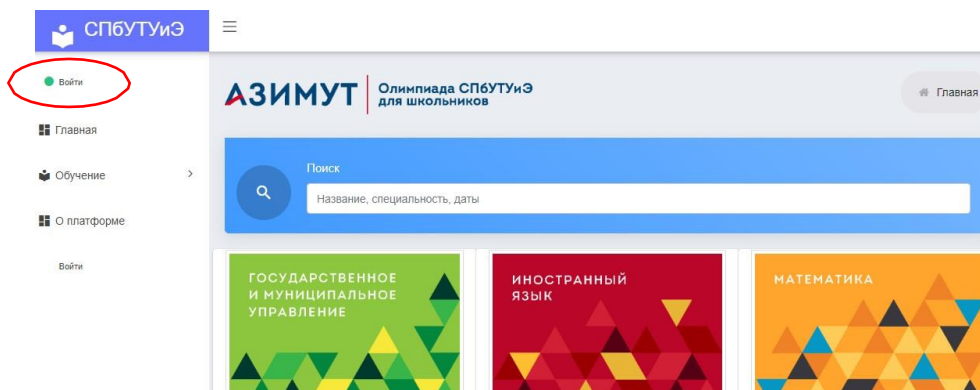 СПбУТУиЭ
Войти
Главная
Обучение
О платформе
Войти
АЗИМУТ
Олимпиада СПбУТУиЭ
для школьников
Главная
Поиск
Название, специальность, даты
ГОСУДАРСТВЕННОЕ
И МУНИЦИПАЛЬНОЕ
УПРАВЛЕНИЕ
ИНОСТРАННЫЙ
ЯЗЫК
МАТЕМАТИКА